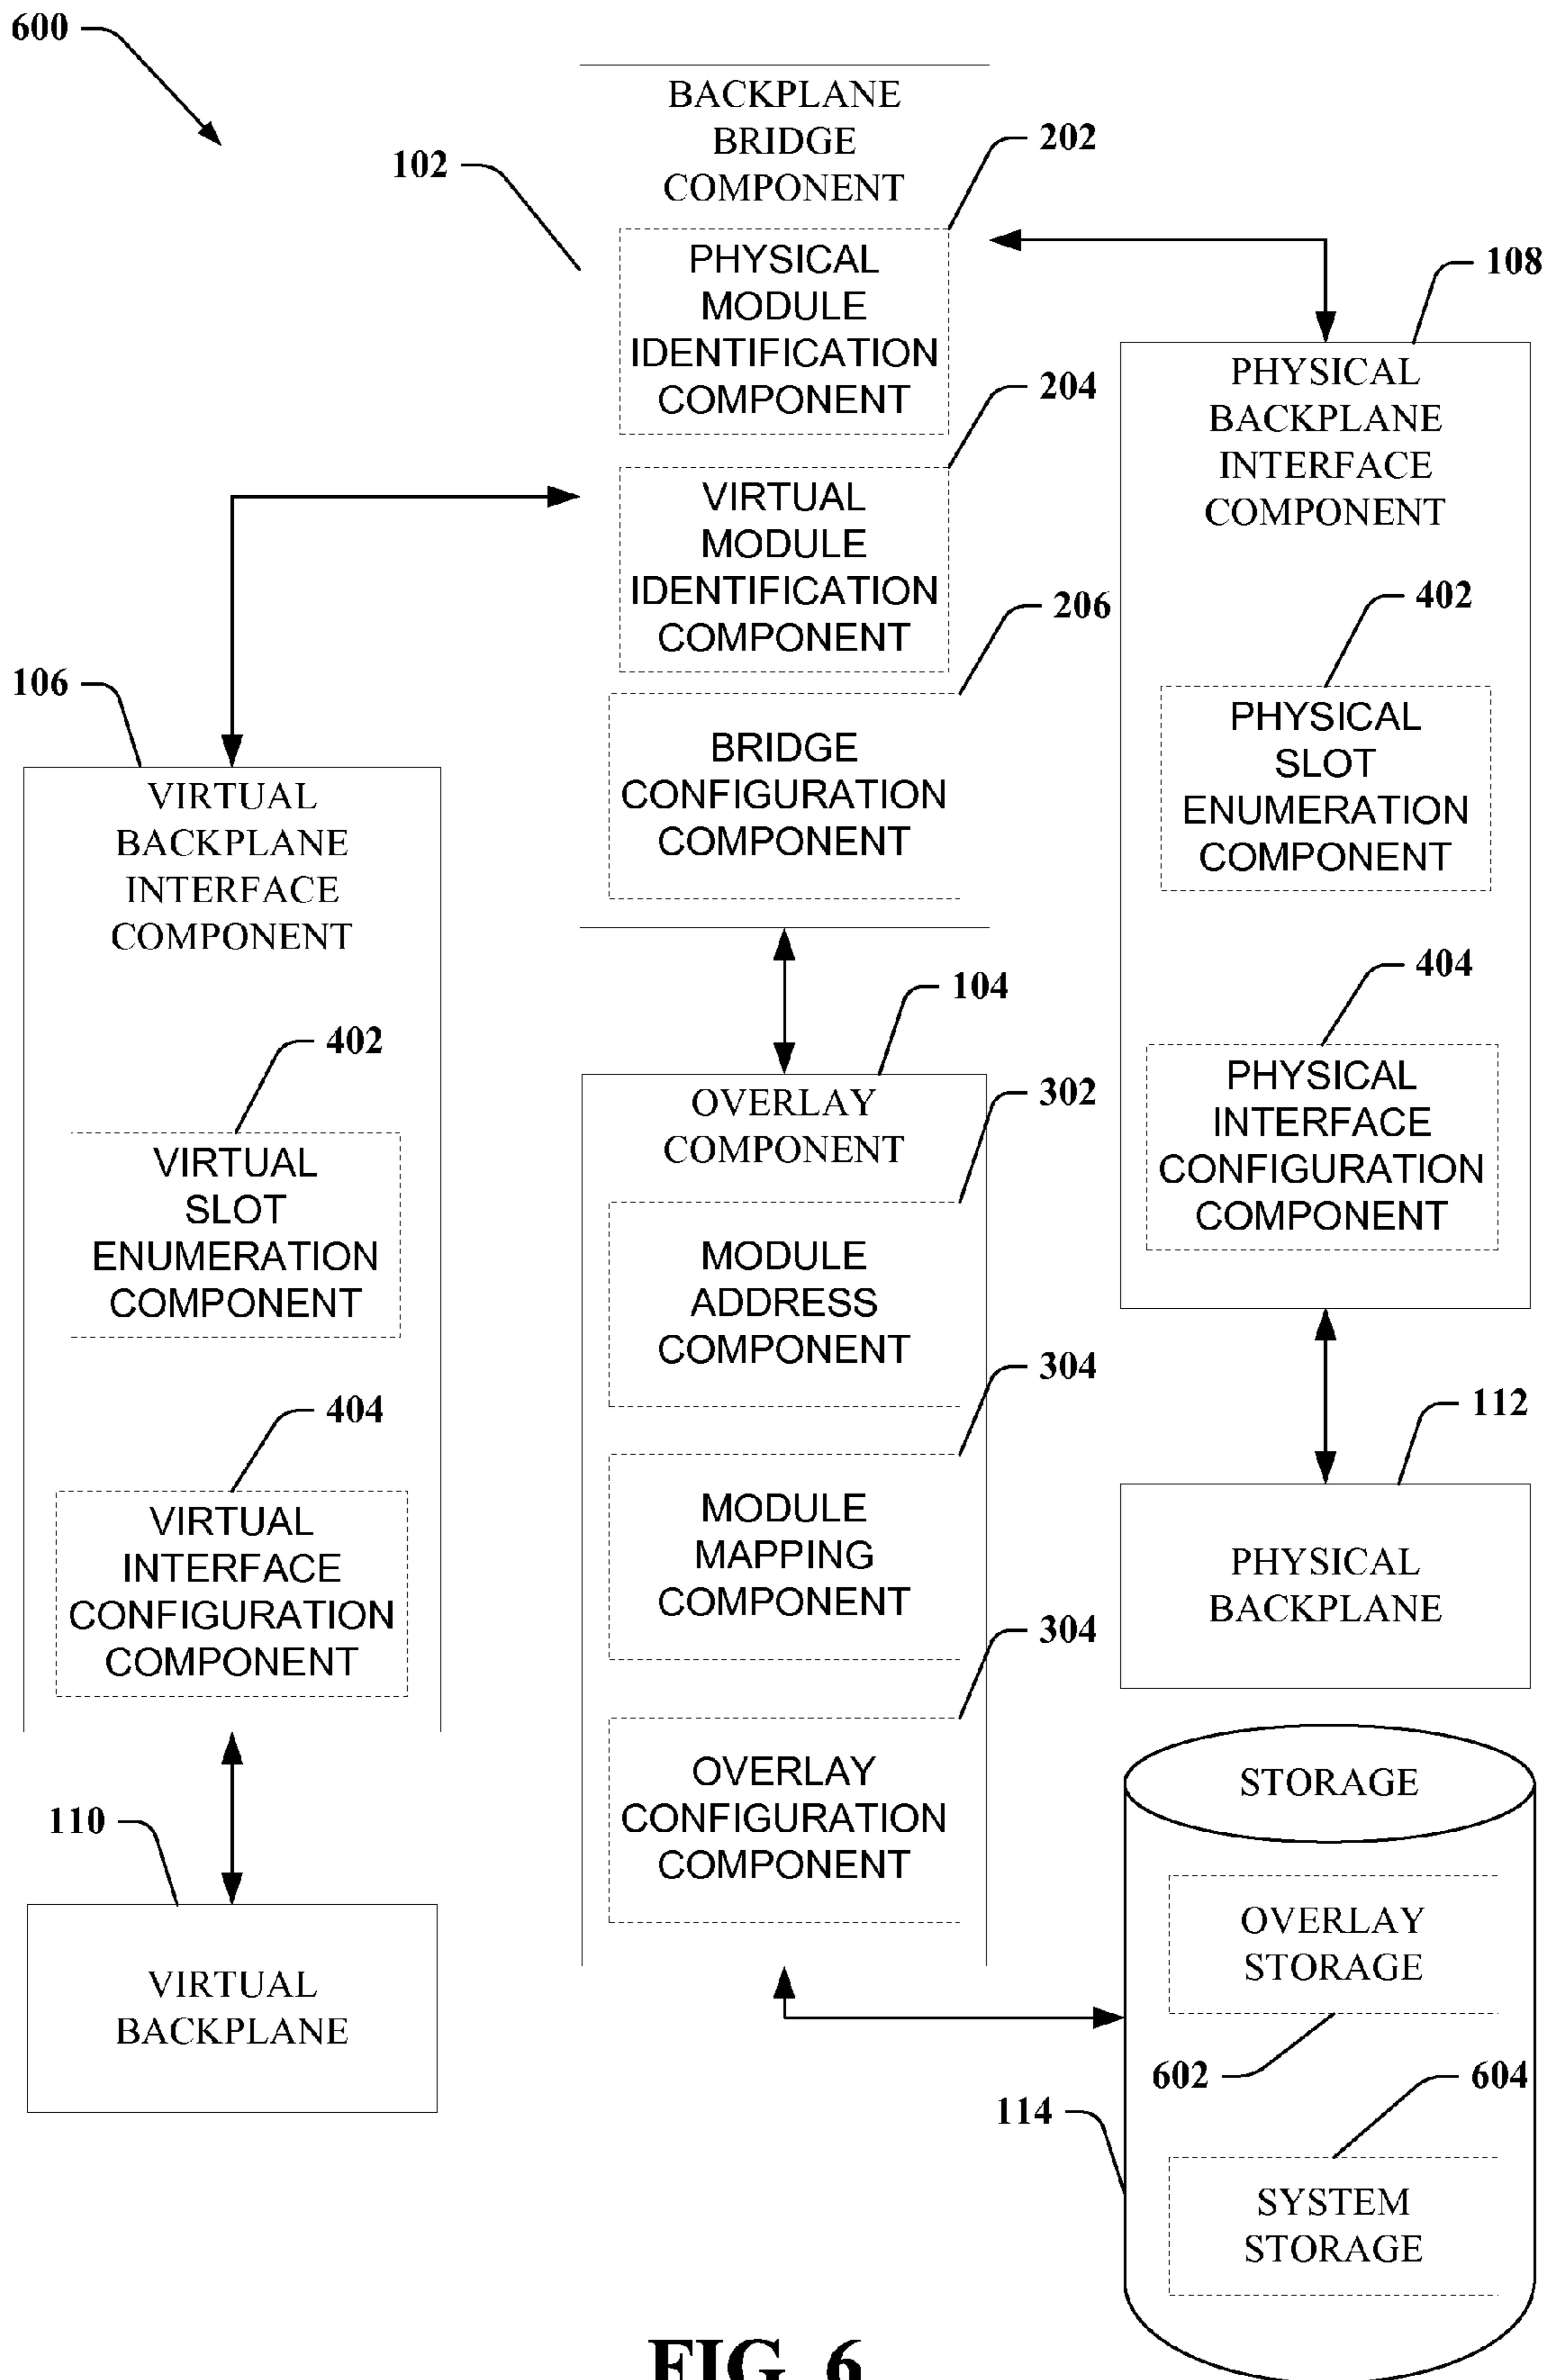 600
BACKPLANE
BRIDGE
COMPONENT
102
202
PHYSICAL
MODULE
IDENTIFICATION
COMPONENT
204
VIRTUAL
MODULE
IDENTIFICATION
COMPONENT
206
BRIDGE
CONFIGURATION
COMPONENT
108
PHYSICAL
BACKPLANE
INTERFACE
COMPONENT
402
PHYSICAL
SLOT
ENUMERATION
COMPONENT
404
PHYSICAL
INTERFACE
CONFIGURATION
COMPONENT
106
VIRTUAL
BACKPLANE
INTERFACE
COMPONENT
402
VIRTUAL
SLOT
ENUMERATION
COMPONENT
404
VIRTUAL
INTERFACE
CONFIGURATION
COMPONENT
104
OVERLAY
COMPONENT
302
MODULE
ADDRESS
COMPONENT
304
MODULE
MAPPING
COMPONENT
304
OVERLAY
CONFIGURATION
COMPONENT
112
PHYSICAL
BACKPLANE
110
VIRTUAL
BACKPLANE
STORAGE
OVERLAY
STORAGE
602
604
114
SYSTEM
STORAGE
FIG. 6